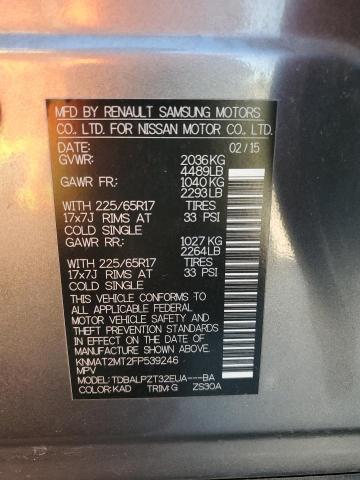 MFD BY RENAULT SAMSUNG MOTORS
CO., LTD. FOR NISSAN MOTOR CO., LTD.
DATE: 02/15
GVWR: 2036KG
4489LB
GAWR FR: 1040KG
2293LB
WITH 225/65R17 TIRES
17x7J RIMS AT 33 PSI
COLD SINGLE
GAWR RR: 1027KG
2264LB
WITH 225/65R17 TIRES
17x7J RIMS AT 33 PSI
COLD SINGLE
THIS VEHICLE CONFORMS TO
ALL APPLICABLE FEDERAL
MOTOR VEHICLE SAFETY
AND THEFT PREVENTION STANDARDS
IN EFFECT ON THE DATE OF
MANUFACTURE SHOWN ABOVE.
KNMAT2MT2FP539246
MPV
MODEL:TDBALPZT32EUA---BA
COLOR:KAD TRIM:G ZS30A